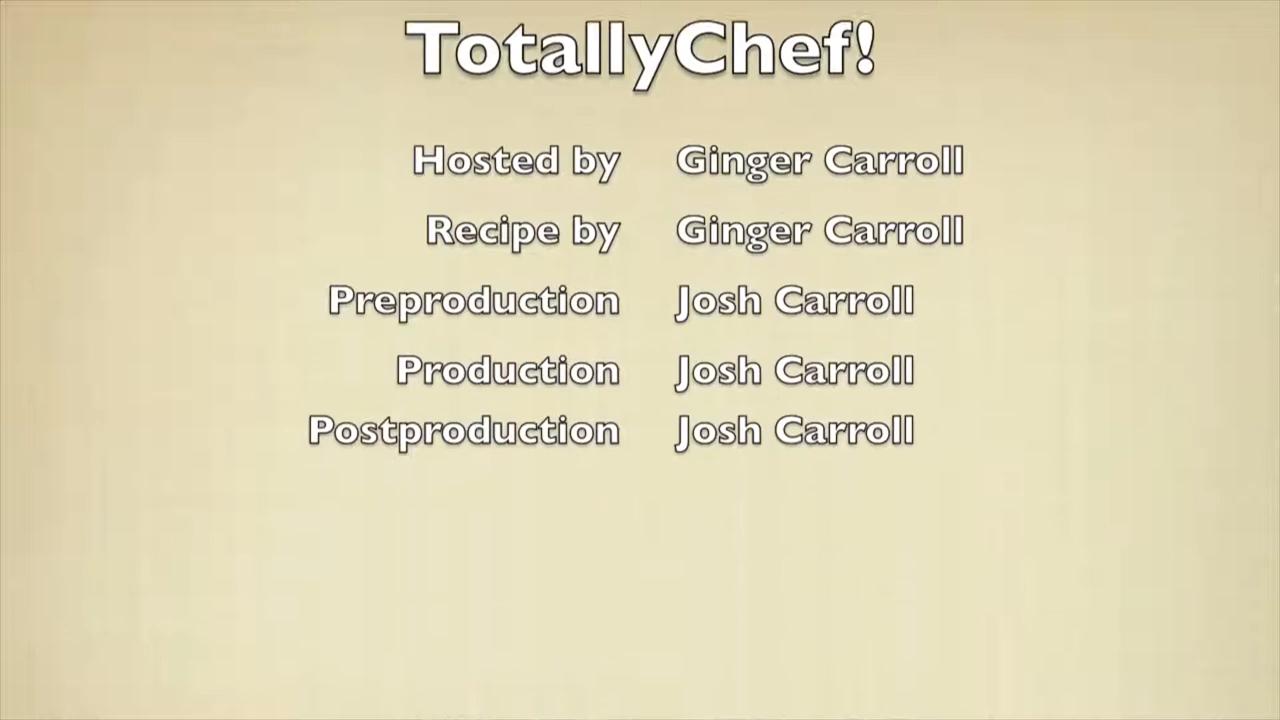 TotallyChef!
Hosted by Ginger Carroll
Recipe by Ginger Carroll
Preproduction Josh Carroll
Production Josh Carroll
Postproduction Josh Carroll